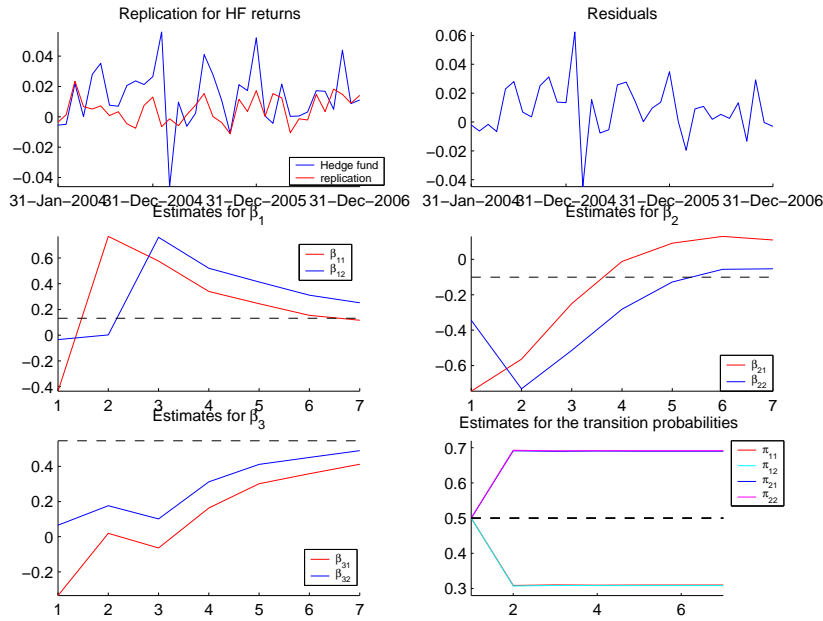 Replication for HF returns
0.04
0.02
0
−0.02
−0.04
31−Jan−2004
31−Dec−2004
31−Dec−2005
31−Dec−2006
Hedge fund
replication
Residuals
0.06
0.04
0.02
0
−0.02
−0.04
31−Jan−2004
31−Dec−2004
31−Dec−2005
31−Dec−2006
Estimates for β1
0.6
0.4
0.2
0
−0.2
−0.4
1 2 3 4 5 6 7
β11
β12
Estimates for β2
0
−0.2
−0.4
−0.6
1 2 3 4 5 6 7
β21
β22
Estimates for β3
0.4
0.2
0
−0.2
1 2 3 4 5 6 7
β31
β32
Estimates for the transition probabilities
0.7
0.6
0.5
0.4
0.3
2 4 6
π11
π12
π21
π22